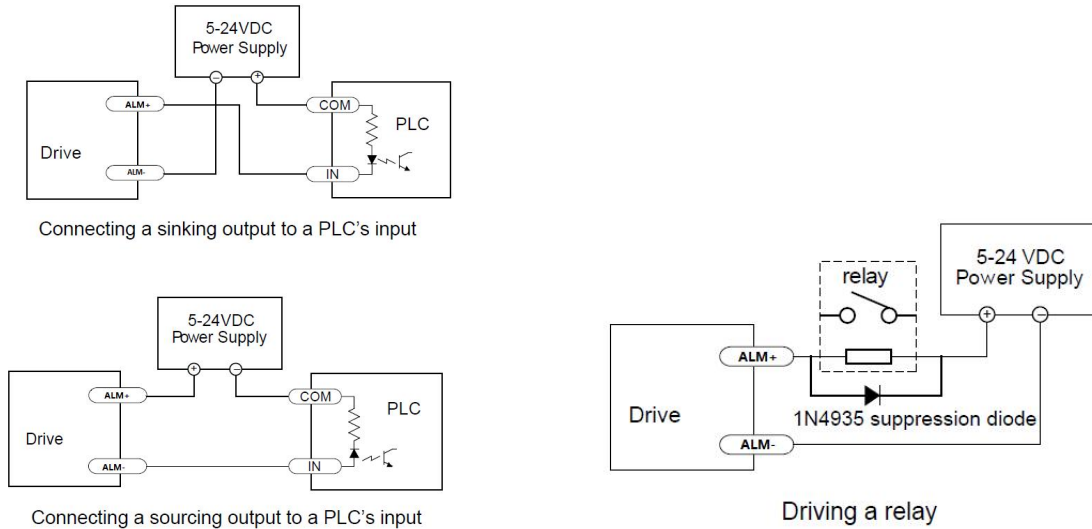 5-24VDC
Power Supply
−
+
ALM+
COM
PLC
Drive
ALM-
IN
Connecting a sinking output to a PLC's input
5-24VDC
Power Supply
+
−
ALM+
COM
PLC
Drive
ALM-
IN
Connecting a sourcing output to a PLC's input
5-24 VDC
Power Supply
relay
+
−
ALM+
Drive
1N4935 suppression diode
ALM-
Driving a relay